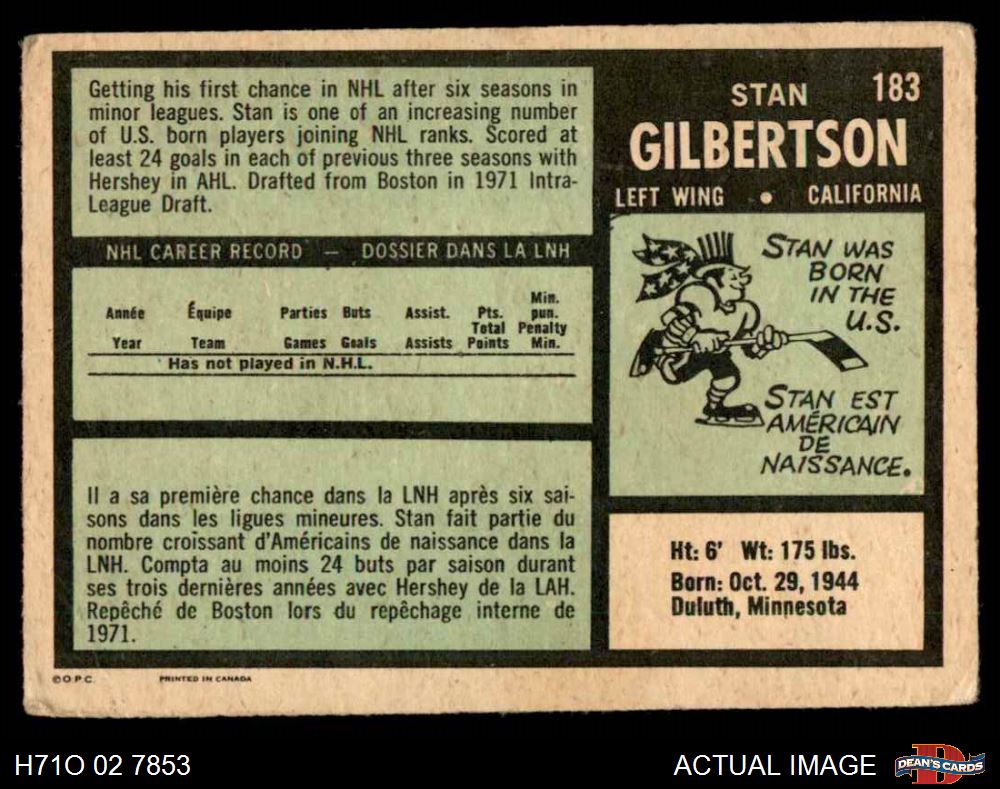 Getting his first chance in NHL after six seasons in
minor leagues. Stan is one of an increasing number
of U.S. born players joining NHL ranks. Scored at
least 24 goals in each of previous three seasons with
Hershey in AHL. Drafted from Boston in 1971 Intra-
League Draft.
NHL CAREER RECORD — DOSSIER DANS LA LNH
Année Équipe Parties Buts Assist. Pts. Min. pun.
Year Team Games Goals Assists Total Points Penalty Min.
Has not played in N.H.L.
Il a sa première chance dans la LNH après six sai-
sons dans les ligues mineures. Stan fait partie du
nombre croissant d'Américains de naissance dans la
LNH. Compta au moins 24 buts par saison durant
ses trois dernières années avec Hershey de la LAH.
Repêché de Boston lors du repêchage interne de
1971.
183
STAN
GILBERTSON
LEFT WING • CALIFORNIA
STAN WAS
BORN
IN THE
U.S.
STAN EST
AMÉRICAIN
DE
NAISSANCE.
Ht: 6' Wt: 175 lbs.
Born: Oct. 29, 1944
Duluth, Minnesota
©O.P.C. PRINTED IN CANADA
H71O 02 7853
ACTUAL IMAGE
D
DEAN'S CARDS